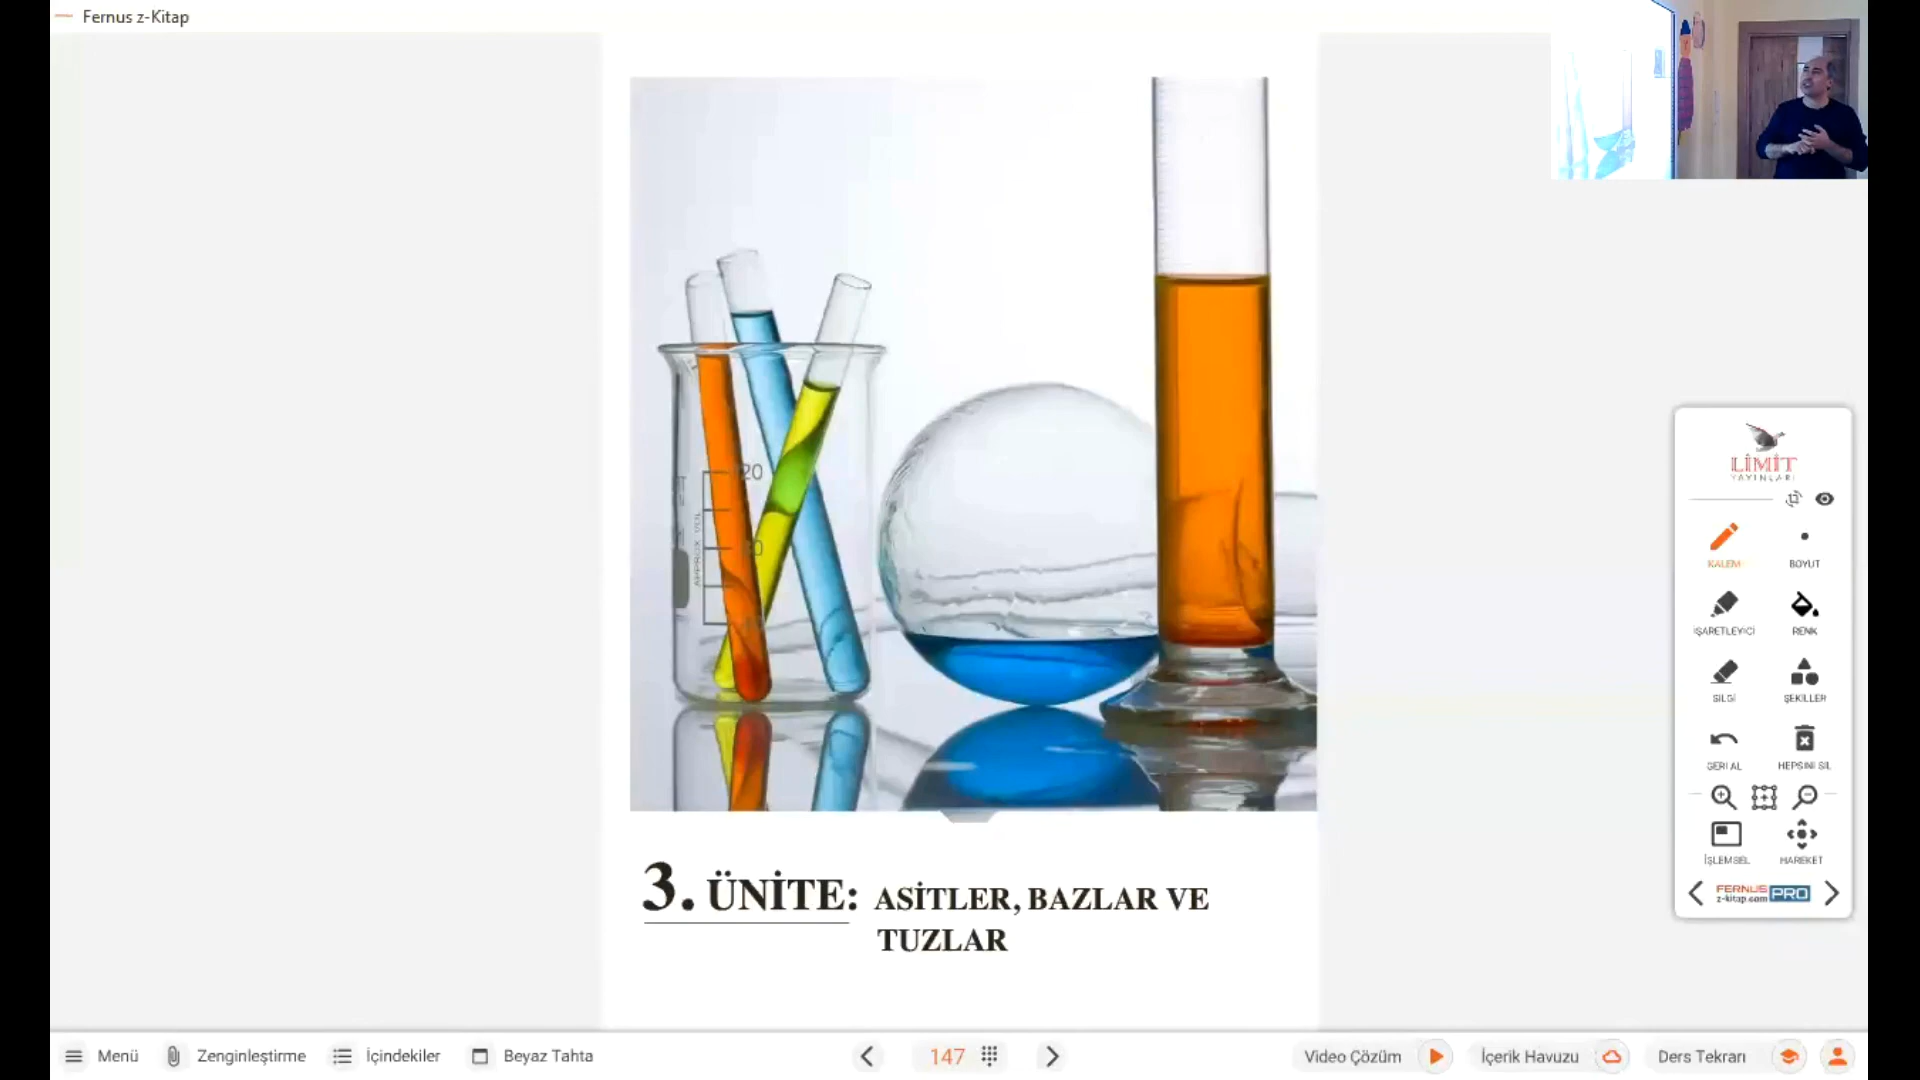 Fernus z-Kitap
20
APPROX VOL
3. ÜNİTE: ASİTLER, BAZLAR VE
TUZLAR
LİMİT
YAYINLARI
KALEM
BOYUT
İŞARETLEYİCİ
RENK
SİLGİ
ŞEKİLLER
GERİ AL
HEPSİNİ SİL
İŞLEMSEL
HAREKET
FERNUS PRO
z-kitap.com
Menü
Zenginleştirme
İçindekiler
Beyaz Tahta
147
Video Çözüm
İçerik Havuzu
Ders Tekrarı